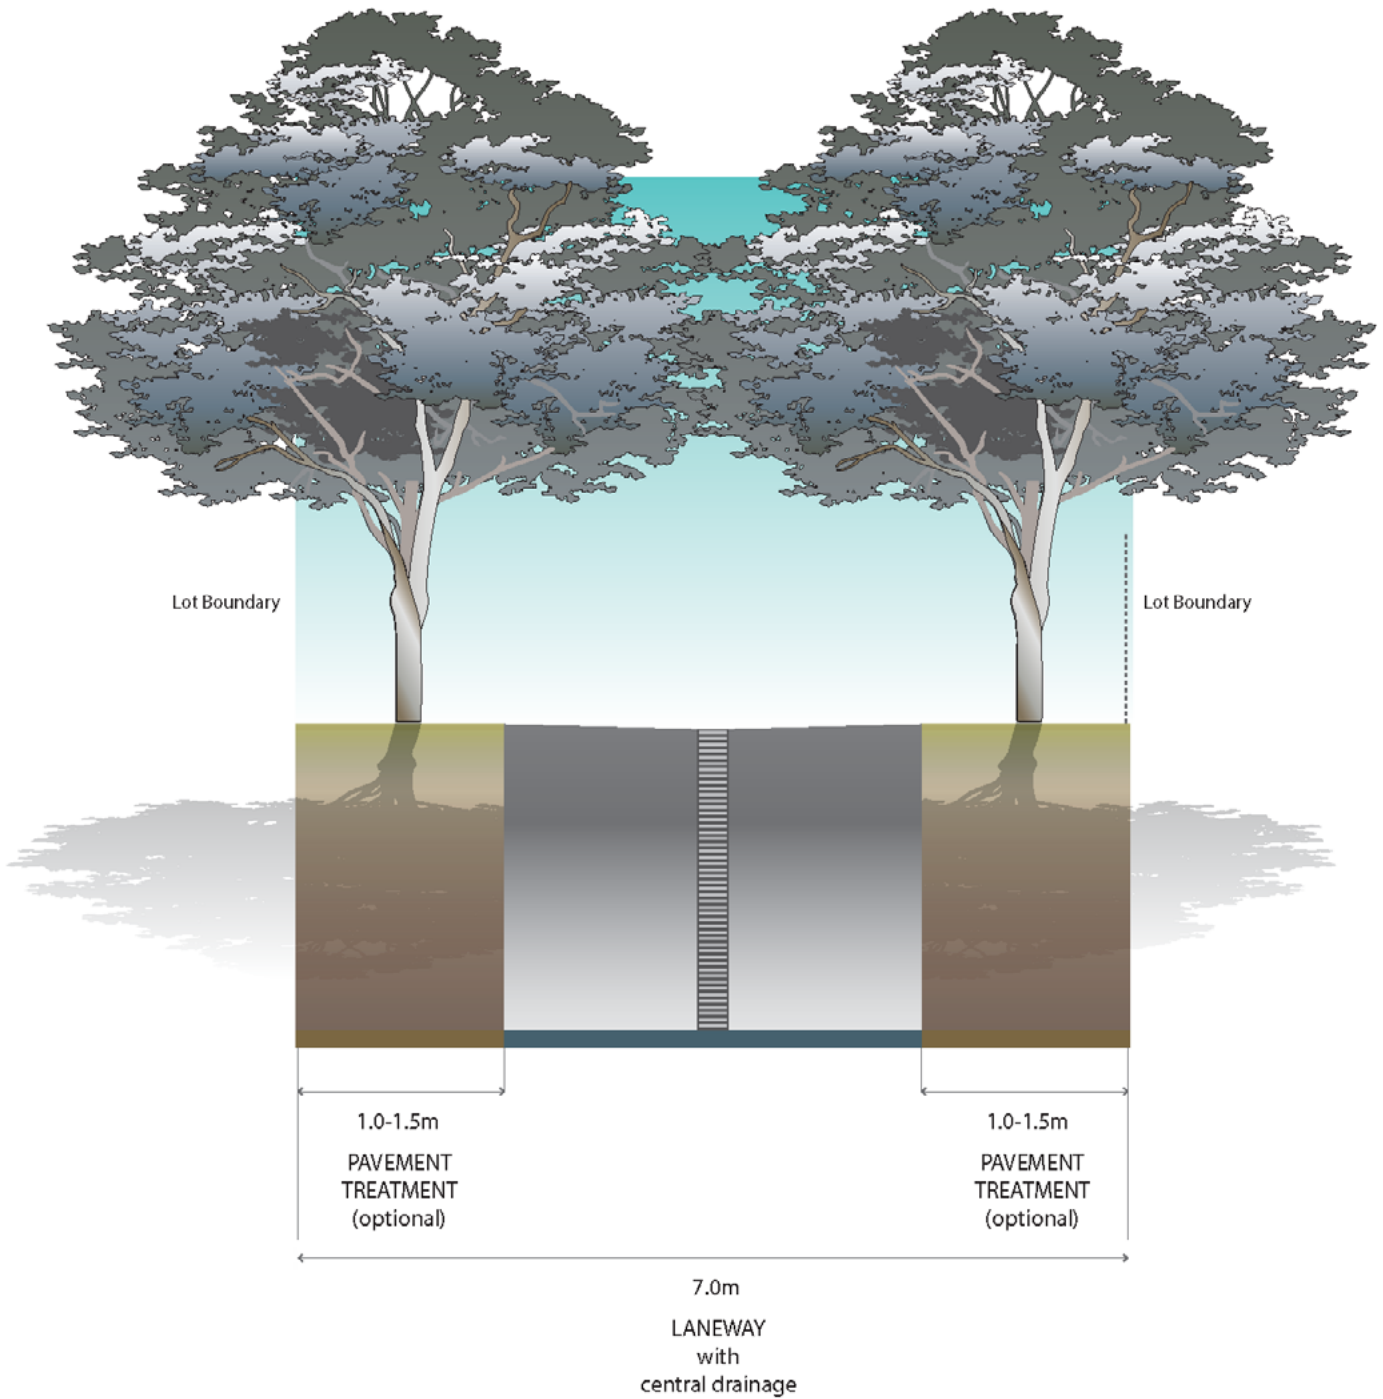 Lot Boundary
Lot Boundary
1.0-1.5m
PAVEMENT
TREATMENT
(optional)
1.0-1.5m
PAVEMENT
TREATMENT
(optional)
7.0m
LANEWAY
with
central drainage